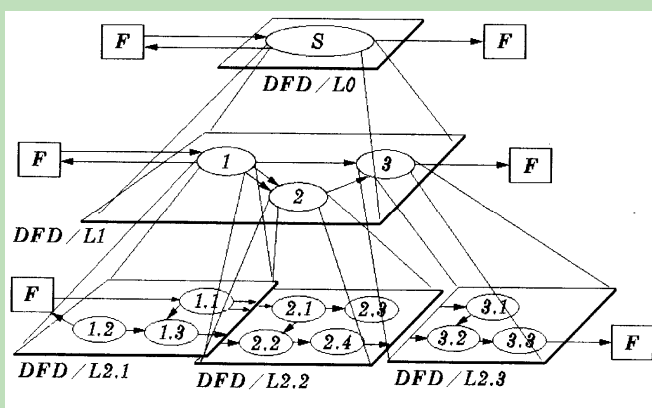 F S F
DFD/L0
F 1 3 F
2
DFD/L1
F 1.1 2.1 2.3 3.1
1.2 1.3 2.2 2.4 3.2 3.3 F
DFD/L2.1 DFD/L2.2 DFD/L2.3